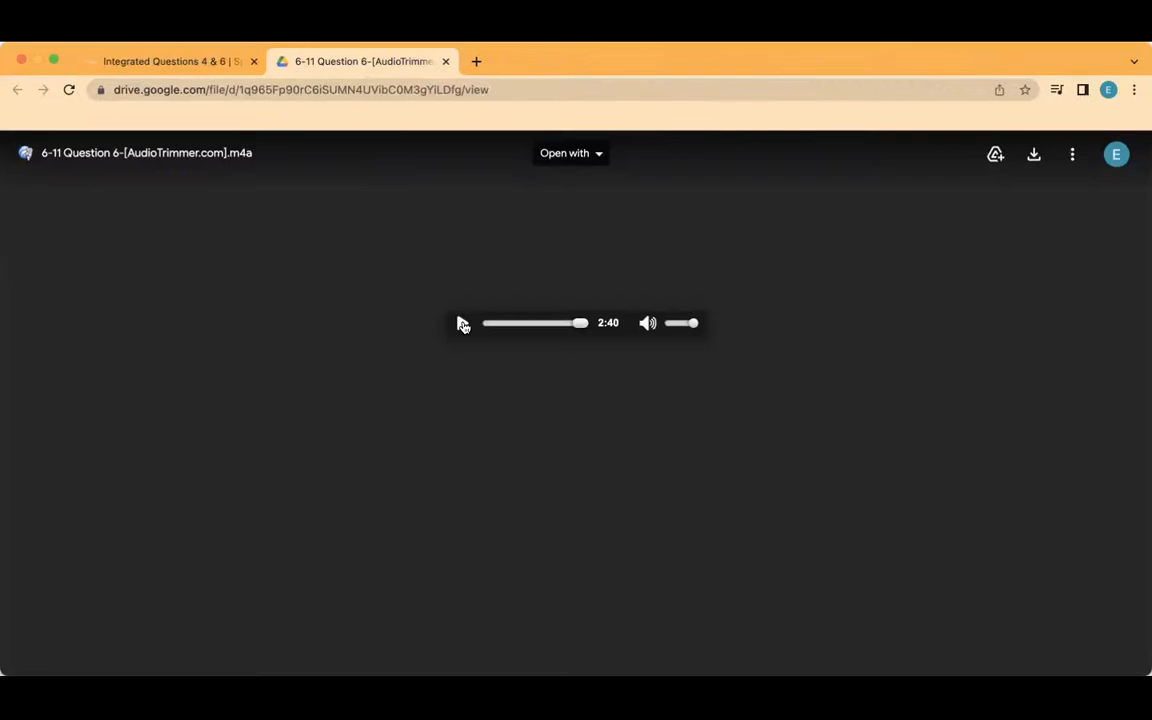 Integrated Questions 4 & 6 | Sp
6-11 Question 6-[AudioTrimme
drive.google.com/file/d/1q965Fp90rC6iSUMN4UVibC0M3gYiLDfg/view
E
6-11 Question 6-[AudioTrimmer.com].m4a
Open with
E
2:40